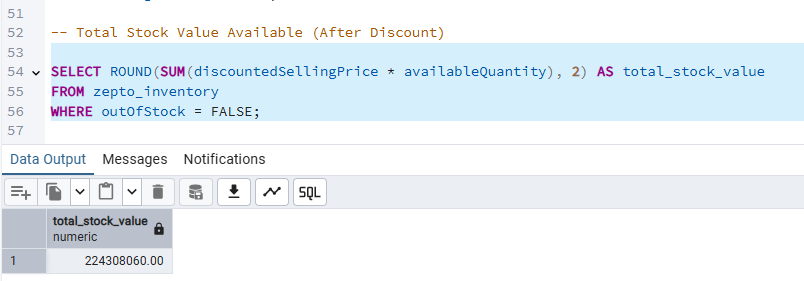 51
52 -- Total Stock Value Available (After Discount)
53
54 SELECT ROUND(SUM(discountedSellingPrice * availableQuantity), 2) AS total_stock_value
55 FROM zepto_inventory
56 WHERE outOfStock = FALSE;
57
Data Output Messages Notifications
SQL
total_stock_value
numeric
1 224308060.00